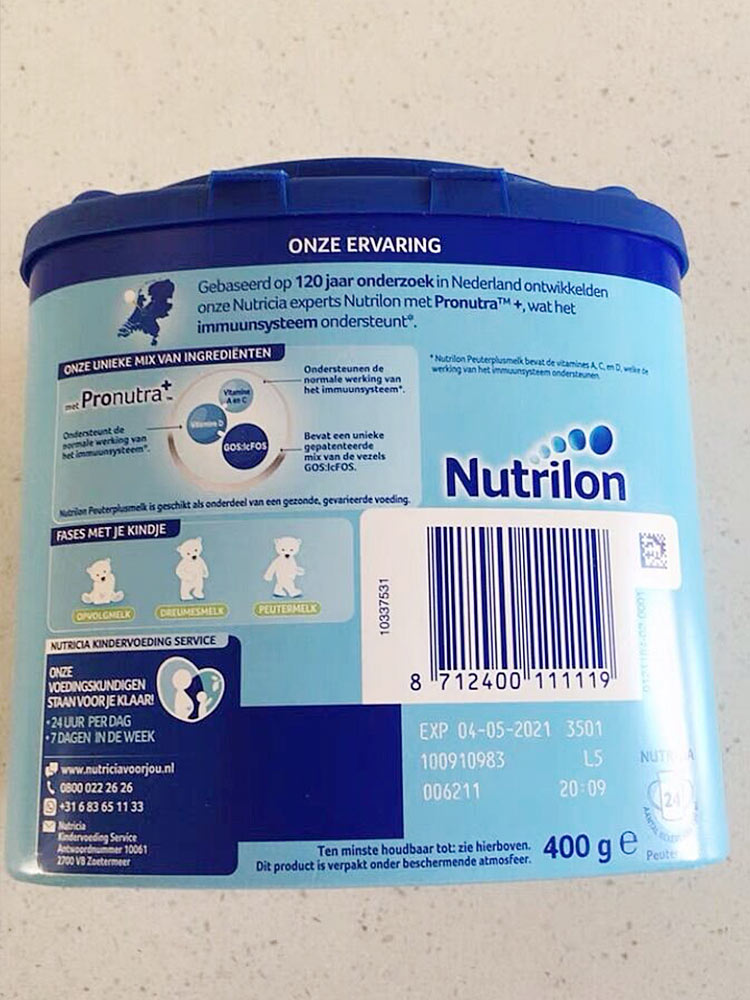 ONZE ERVARING
Gebaseerd op 120 jaar onderzoek in Nederland ontwikkelden
onze Nutricia experts Nutrilon met Pronutra™+, wat het
immuunsysteem ondersteunt*.
ONZE UNIEKE MIX VAN INGREDIËNTEN
met Pronutra+™
Ondersteunt de
normale werking van
het immuunsysteem*.
Vitamine
A en C
Vitamine D
GOS:lcFOS
Ondersteunen de
normale werking van
het immuunsysteem*.
Bevat een unieke
gepatenteerde
mix van de vezels
GOS:lcFOS.
Nutrilon Peuterplusmelk is geschikt als onderdeel van een gezonde, gevarieerde voeding.
* Nutrilon Peuterplusmelk bevat de vitamines A, C, en D, welke de
werking van het immuunsysteem ondersteunen.
Nutrilon
FASES MET JE KINDJE
OPVOLGMELK
DREUMESMELK
PEUTERMELK
NUTRICIA KINDERVOEDING SERVICE
ONZE
VOEDINGSKUNDIGEN
STAAN VOOR JE KLAAR!
• 24 UUR PER DAG
• 7 DAGEN IN DE WEEK
www.nutriciavoorjou.nl
0800 022 26 26
+31 6 83 65 11 33
Nutricia
Kindervoeding Service
Antwoordnummer 10061
2700 VB Zoetermeer
10337531
8 712400 111119
EXP 04-05-2021 3501
100910983 L5
006211 20:09
24
Peuter
Ten minste houdbaar tot: zie hierboven.
Dit product is verpakt onder beschermende atmosfeer.
400 g e